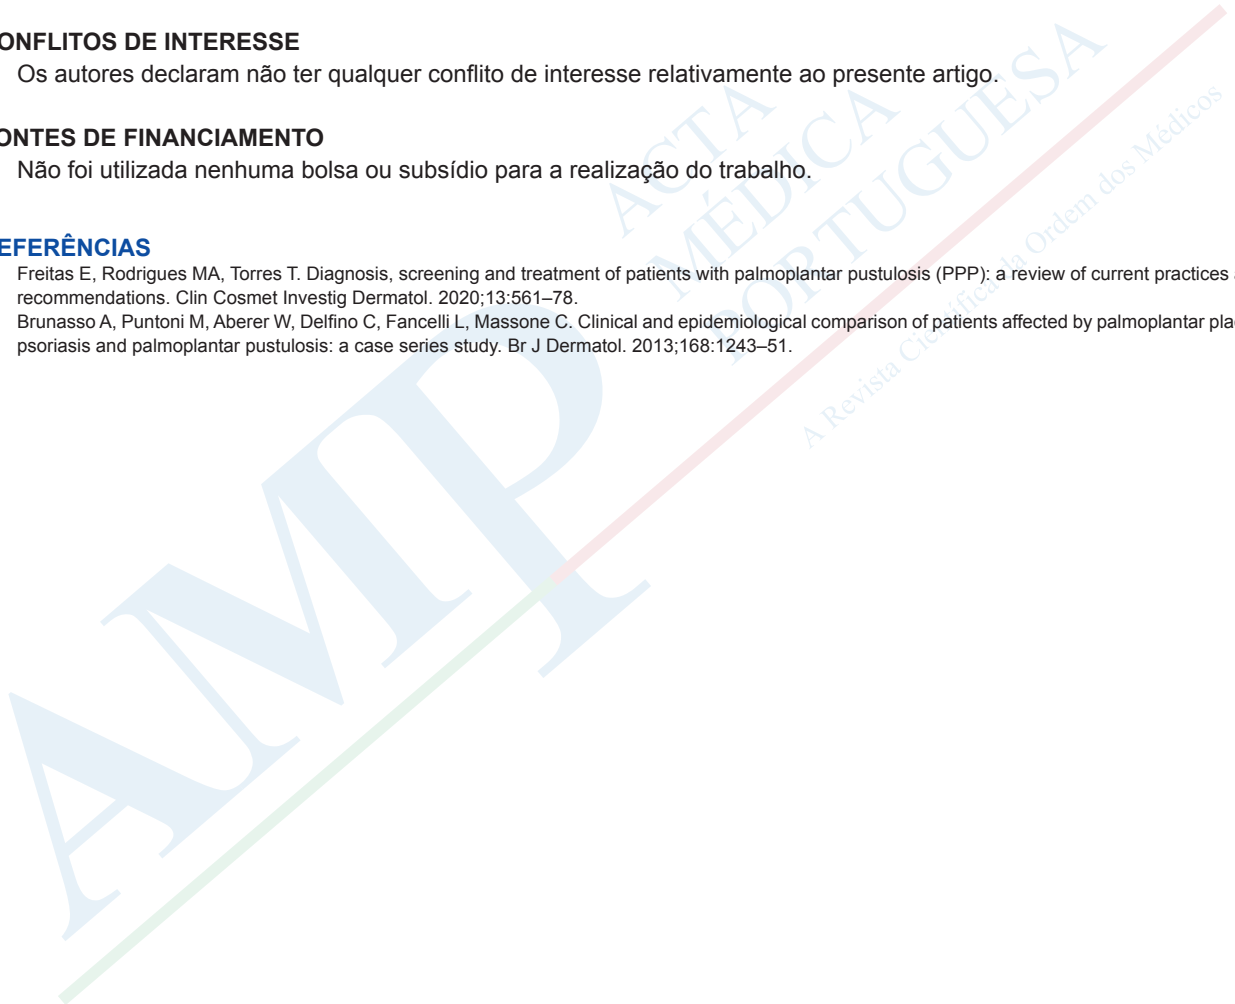 ONFLITOS DE INTERESSE
Os autores declaram não ter qualquer conflito de interesse relativamente ao presente artigo.
ONTES DE FINANCIAMENTO
Não foi utilizada nenhuma bolsa ou subsídio para a realização do trabalho.
EFERÊNCIAS
Freitas E, Rodrigues MA, Torres T. Diagnosis, screening and treatment of patients with palmoplantar pustulosis (PPP): a review of current practices
recommendations. Clin Cosmet Investig Dermatol. 2020;13:561–78.
Brunasso A, Puntoni M, Aberer W, Delfino C, Fancelli L, Massone C. Clinical and epidemiological comparison of patients affected by palmoplantar pla
psoriasis and palmoplantar pustulosis: a case series study. Br J Dermatol. 2013;168:1243–51.
ACTA
MÉDICA
PORTUGUESA
A Revista Científica da Ordem dos Médicos
AMP